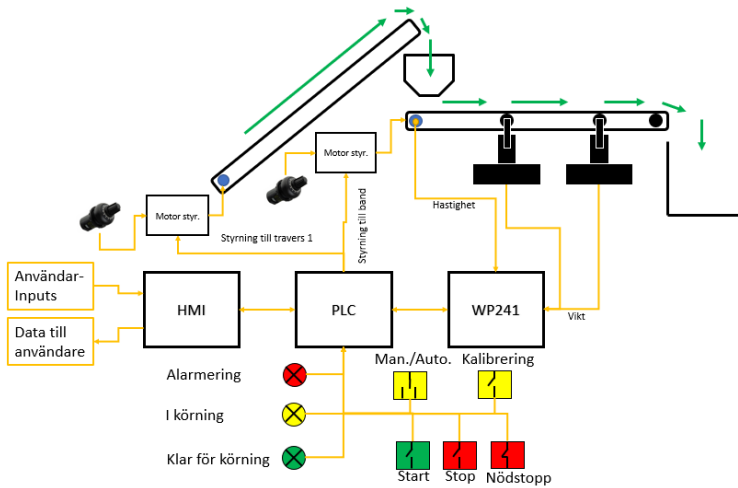 Motor styr.
Motor styr.
Styrning till travers 1
Styrning till band
Hastighet
Användar-
Inputs
HMI
PLC
WP241
Vikt
Data till
användare
Man./Auto.
Kalibrering
Alarmering
I körning
Klar för körning
Start
Stop
Nödstopp